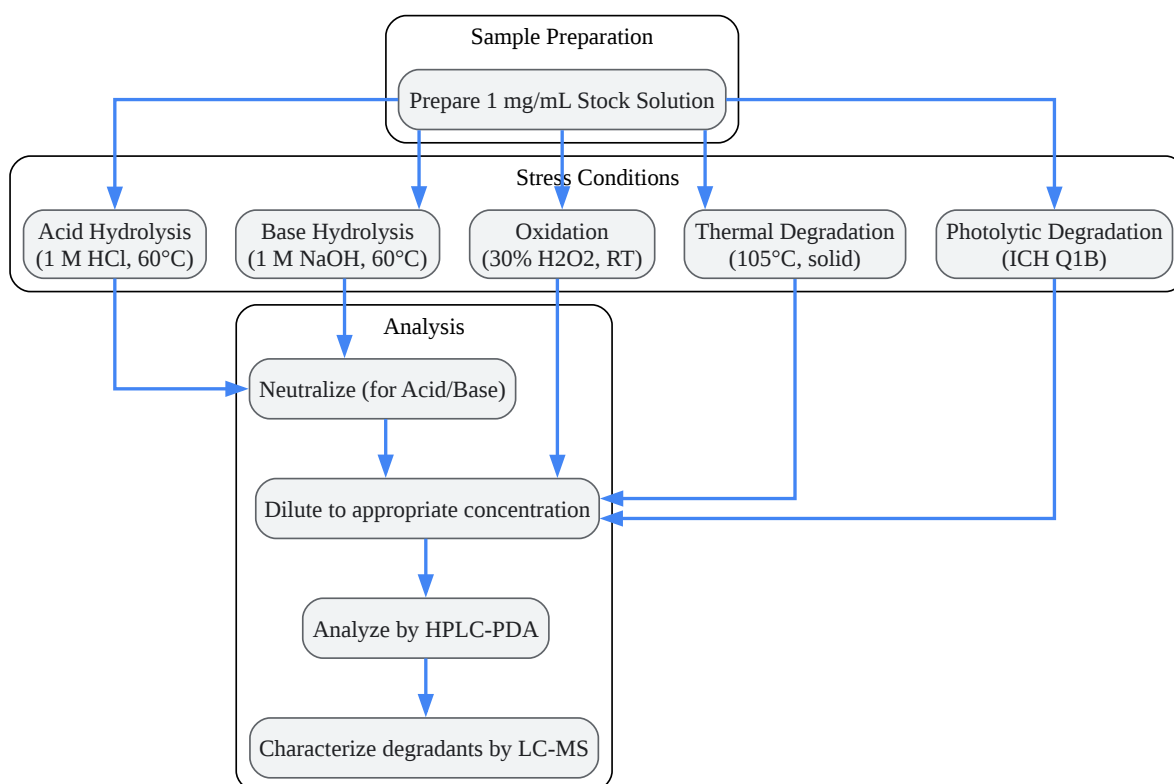 Sample Preparation
Prepare 1 mg/mL Stock Solution
Stress Conditions
Acid Hydrolysis
(1 M HCl, 60°C)
Base Hydrolysis
(1 M NaOH, 60°C)
Oxidation
(30% H2O2, RT)
Thermal Degradation
(105°C, solid)
Photolytic Degradation
(ICH Q1B)
Analysis
Neutralize (for Acid/Base)
Dilute to appropriate concentration
Analyze by HPLC-PDA
Characterize degradants by LC-MS